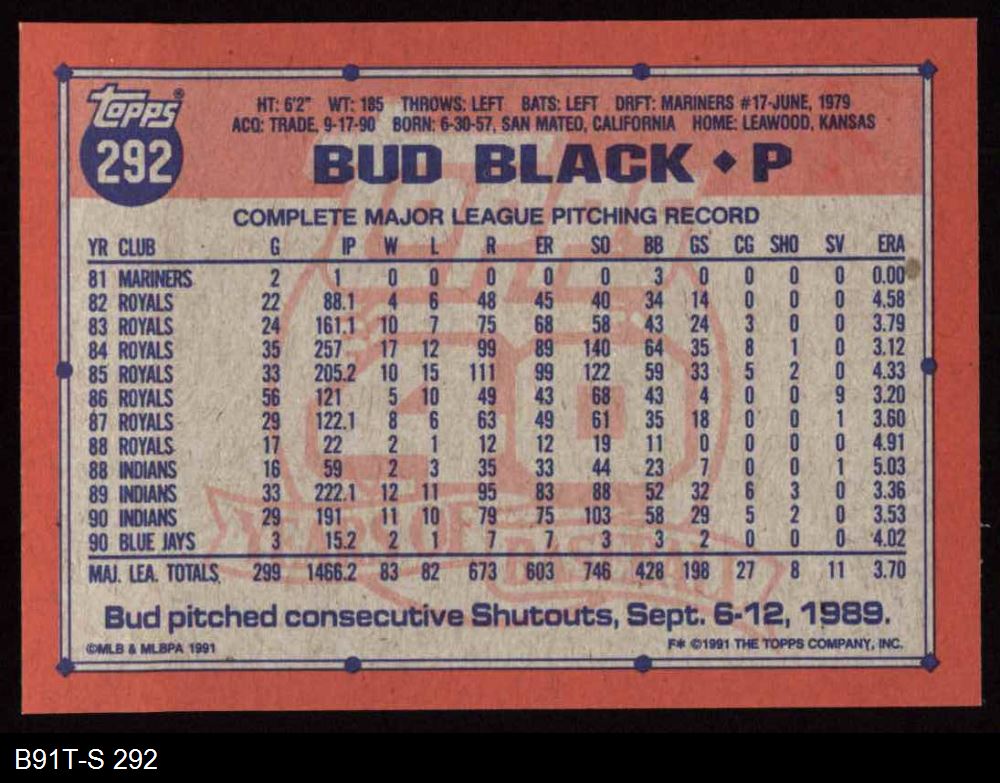 topps®
292
HT: 6'2" WT: 185 THROWS: LEFT BATS: LEFT DRFT: MARINERS #17-JUNE, 1979
ACQ: TRADE, 9-17-90 BORN: 6-30-57, SAN MATEO, CALIFORNIA HOME: LEAWOOD, KANSAS
BUD BLACK ◆ P
COMPLETE MAJOR LEAGUE PITCHING RECORD
YR CLUB G IP W L R ER SO BB GS CG SHO SV ERA
81 MARINERS 2 1 0 0 0 0 0 3 0 0 0 0 0.00
82 ROYALS 22 88.1 4 6 48 45 40 34 14 0 0 0 4.58
83 ROYALS 24 161.1 10 7 75 68 58 43 24 3 0 0 3.79
84 ROYALS 35 257 17 12 99 89 140 64 35 8 1 0 3.12
85 ROYALS 33 205.2 10 15 111 99 122 59 33 5 2 0 4.33
86 ROYALS 56 121 5 10 49 43 68 43 4 0 0 9 3.20
87 ROYALS 29 122.1 8 6 63 49 61 35 18 0 0 1 3.60
88 ROYALS 17 22 2 1 12 12 19 11 0 0 0 0 4.91
88 INDIANS 16 59 2 3 35 33 44 23 7 0 0 1 5.03
89 INDIANS 33 222.1 12 11 95 83 88 52 32 6 3 0 3.36
90 INDIANS 29 191 11 10 79 75 103 58 29 5 2 0 3.53
90 BLUE JAYS 3 15.2 2 1 7 7 3 3 2 0 0 0 4.02
MAJ. LEA. TOTALS 299 1466.2 83 82 673 603 746 428 198 27 8 11 3.70
Bud pitched consecutive Shutouts, Sept. 6-12, 1989.
©MLB & MLBPA 1991 F* ©1991 THE TOPPS COMPANY, INC.
TOPPS
40
YEARS OF BASEBALL
B91T-S 292